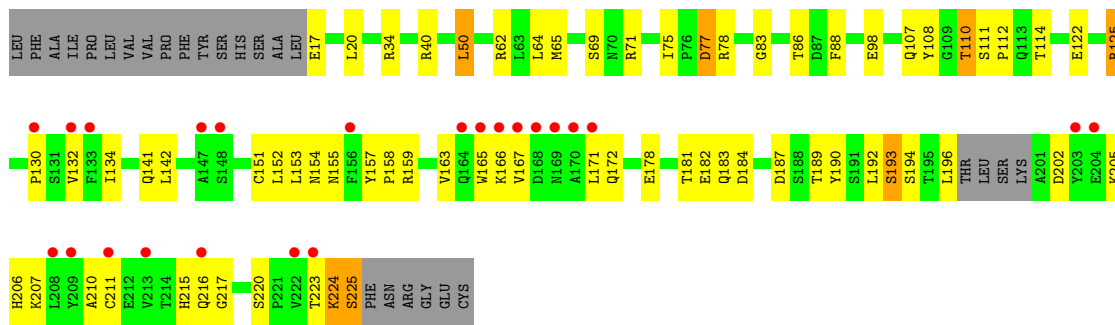 LEU PHE ALA ILE PRO LEU VAL VAL PRO PHE TYR SER HIS SER ALA LEU E17 L20 R34 R40 L50 R62 L63 L64 M65 S69 N70 R71 I75 P76 D77 R78 G83 T86 D87 F88 E98 Q107 Y108 G109 T110 S111 P112 Q113 T114 E122
P130 S131 V132 F133 I134 Q141 L142 A147 S148 C151 L152 L153 N154 N155 F156 Y157 P158 R159 V163 Q164 W165 K166 V167 D168 N169 A170 L171 Q172 E178 T181 E182 Q183 D184 D187 S188 T189 Y190 S191 L192 S193 S194 T195 L196 THR LEU SER LYS A201 D202 Y203 E204 K205
H206 K207 L208 Y209 A210 C211 E212 V213 T214 H215 Q216 G217 S220 P221 V222 T223 K224 S225 PHE ASN ARG GLY GLU CYS